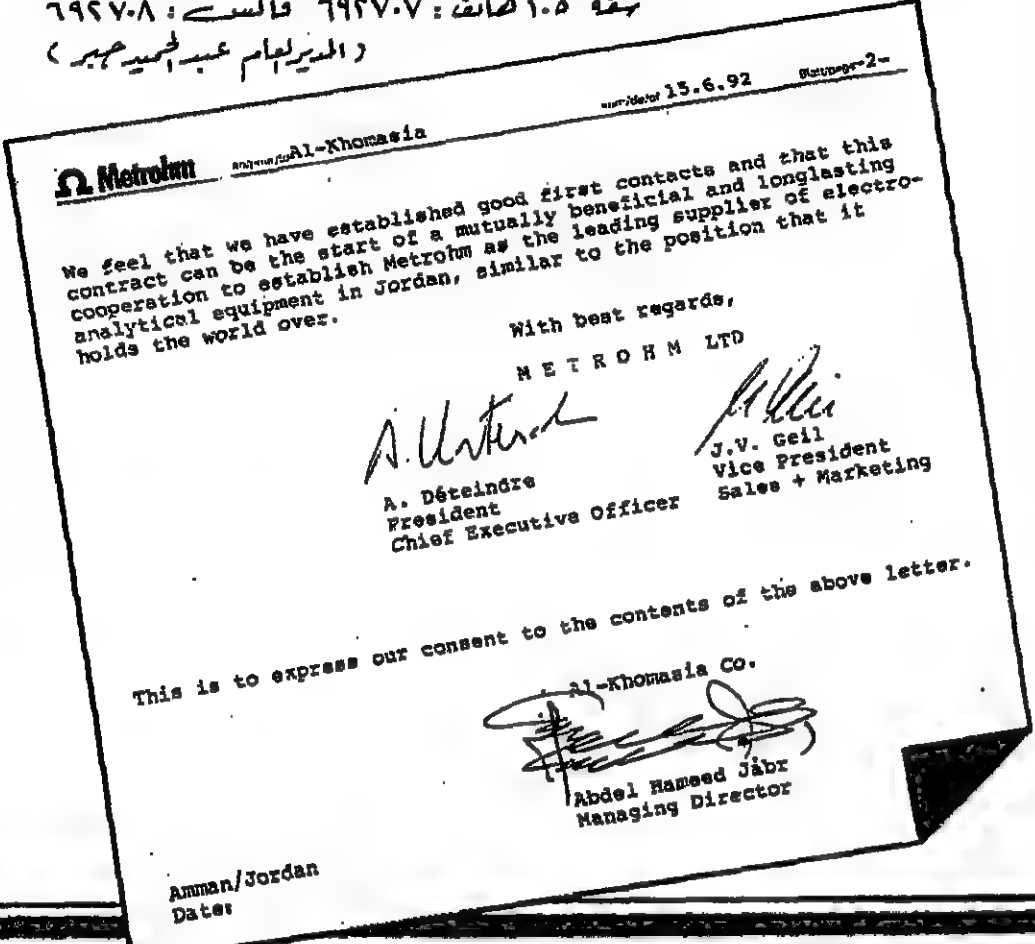 شقة ١٠٥ هاتف : ٦٩٢٧٠٧ فاكس : ٦٩٢٧٠٨
( المدير العام عبد الحميد جبر )
Metrohm Al-Khomasia 15.6.92 -2-
We feel that we have established good first contacts and that this
contract can be the start of a mutually beneficial and longlasting
cooperation to establish Metrohm as the leading supplier of electro-
analytical equipment in Jordan, similar to the position that it
holds the world over.
With best regards,
M E T R O H M LTD
A. Déteindre
President
Chief Executive Officer
J.V. Geil
Vice President
Sales + Marketing
This is to express our consent to the contents of the above letter.
Al-Khomasia Co.
Abdel Hameed Jabr
Managing Director
Amman/Jordan
Date: